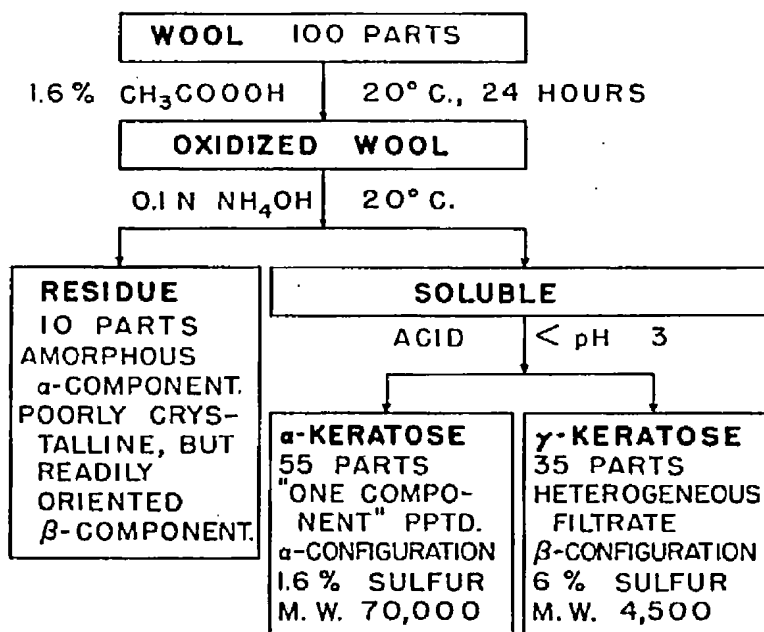 WOOL 100 PARTS
1.6% CH₃COOOH 20°C., 24 HOURS
OXIDIZED WOOL
0.1 N NH₄OH 20°C.
RESIDUE
10 PARTS
AMORPHOUS
α-COMPONENT.
POORLY CRYS-
TALLINE, BUT
READILY
ORIENTED
β-COMPONENT.
SOLUBLE
ACID < pH 3
α-KERATOSE
55 PARTS
"ONE COMPO-
NENT" PPTD.
α-CONFIGURATION
1.6% SULFUR
M.W. 70,000
γ-KERATOSE
35 PARTS
HETEROGENEOUS
FILTRATE
β-CONFIGURATION
6% SULFUR
M.W. 4,500